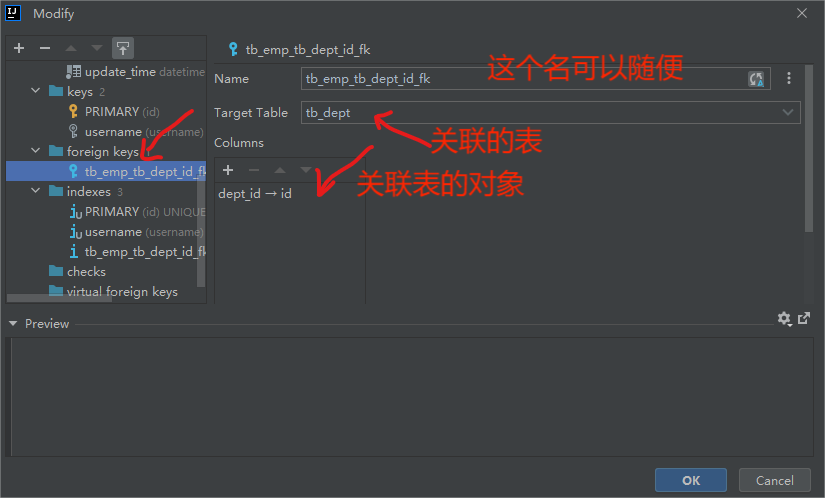 Modify
update_time datetime
keys 2
PRIMARY (id)
username (username)
foreign keys 1
tb_emp_tb_dept_id_fk
indexes 3
PRIMARY (id) UNIQUE
username (username)
tb_emp_tb_dept_id_fk
checks
virtual foreign keys
tb_emp_tb_dept_id_fk
Name tb_emp_tb_dept_id_fk
这个名可以随便
Target Table tb_dept
关联的表
Columns
关联表的对象
dept_id → id
Preview
OK Cancel